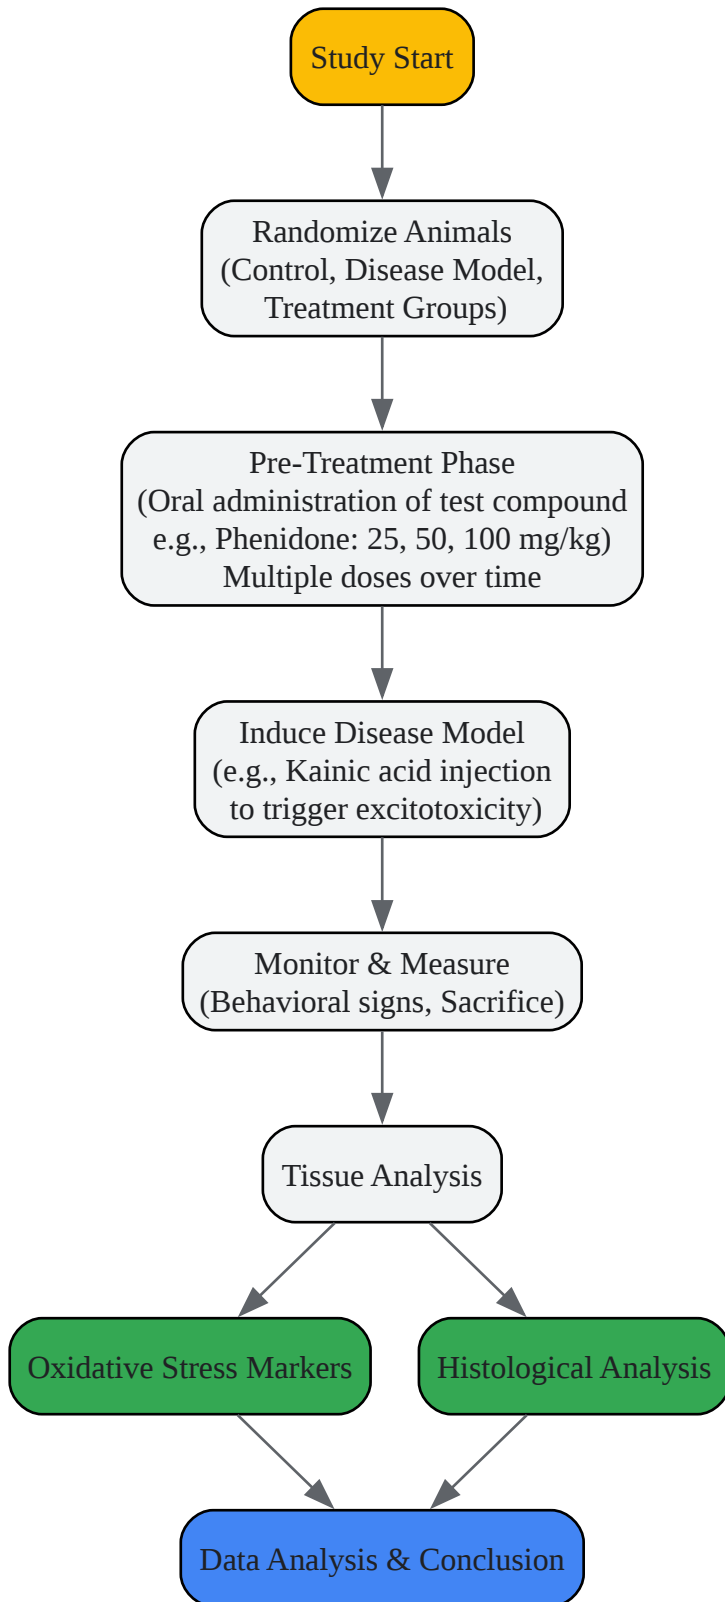 Study Start
Randomize Animals
(Control, Disease Model,
Treatment Groups)
Pre-Treatment Phase
(Oral administration of test compound
e.g., Phenidone: 25, 50, 100 mg/kg)
Multiple doses over time
Induce Disease Model
(e.g., Kainic acid injection
to trigger excitotoxicity)
Monitor & Measure
(Behavioral signs, Sacrifice)
Tissue Analysis
Oxidative Stress Markers
Histological Analysis
Data Analysis & Conclusion